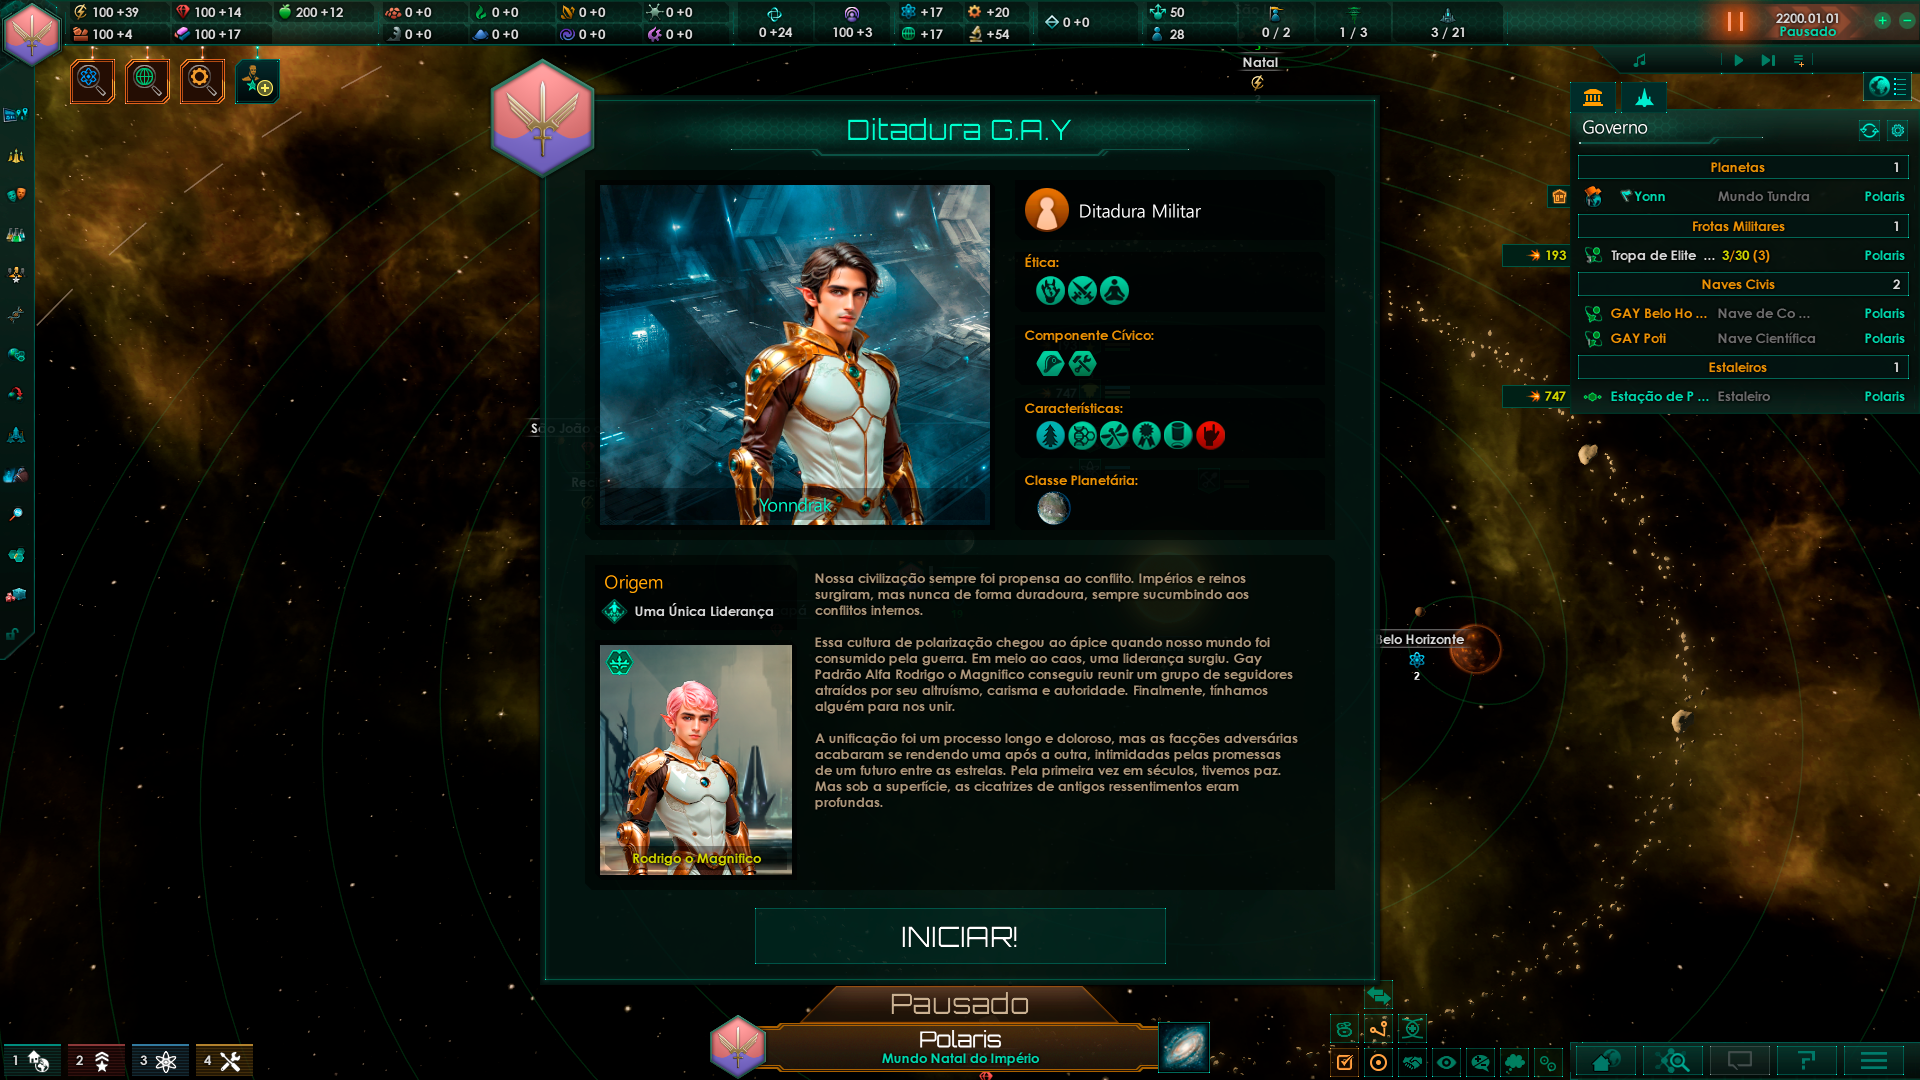 100 +39
100 +14
200 +12
0 +0
0 +0
0 +0
0 +0
+17
+20
0 +0
50
2200.01.01
100 +4
100 +17
0 +0
0 +0
0 +0
0 +0
0 +24
100 +3
+17
+54
28
0 / 2
1 / 3
3 / 21
Pausado
Natal
Ditadura G.A.Y
Governo
Planetas 1
Yonn Mundo Tundra Polaris
Frotas Militares 1
193 Tropa de Elite ... 3/30 (3) Polaris
Naves Civis 2
GAY Belo Ho ... Nave de Co ... Polaris
GAY Poti Nave Científica Polaris
Estaleiros 1
747 Estação de P ... Estaleiro Polaris
Ditadura Militar
Ética:
Componente Cívico:
747
Características:
Classe Planetária:
Yonndrak
São João
Origem
Uma Única Liderança
Nossa civilização sempre foi propensa ao conflito. Impérios e reinos
surgiram, mas nunca de forma duradoura, sempre sucumbindo aos
conflitos internos.
Essa cultura de polarização chegou ao ápice quando nosso mundo foi
consumido pela guerra. Em meio ao caos, uma liderança surgiu. Gay
Padrão Alfa Rodrigo o Magnifico conseguiu reunir um grupo de seguidores
atraídos por seu altruísmo, carisma e autoridade. Finalmente, tínhamos
alguém para nos unir.
A unificação foi um processo longo e doloroso, mas as facções adversárias
acabaram se rendendo uma após a outra, intimidadas pelas promessas
de um futuro entre as estrelas. Pela primeira vez em séculos, tivemos paz.
Mas sob a superfície, as cicatrizes de antigos ressentimentos eram
profundas.
Rodrigo o Magnifico
Belo Horizonte
2
INICIAR!
Pausado
Polaris
Mundo Natal do Império
1
2
3
4